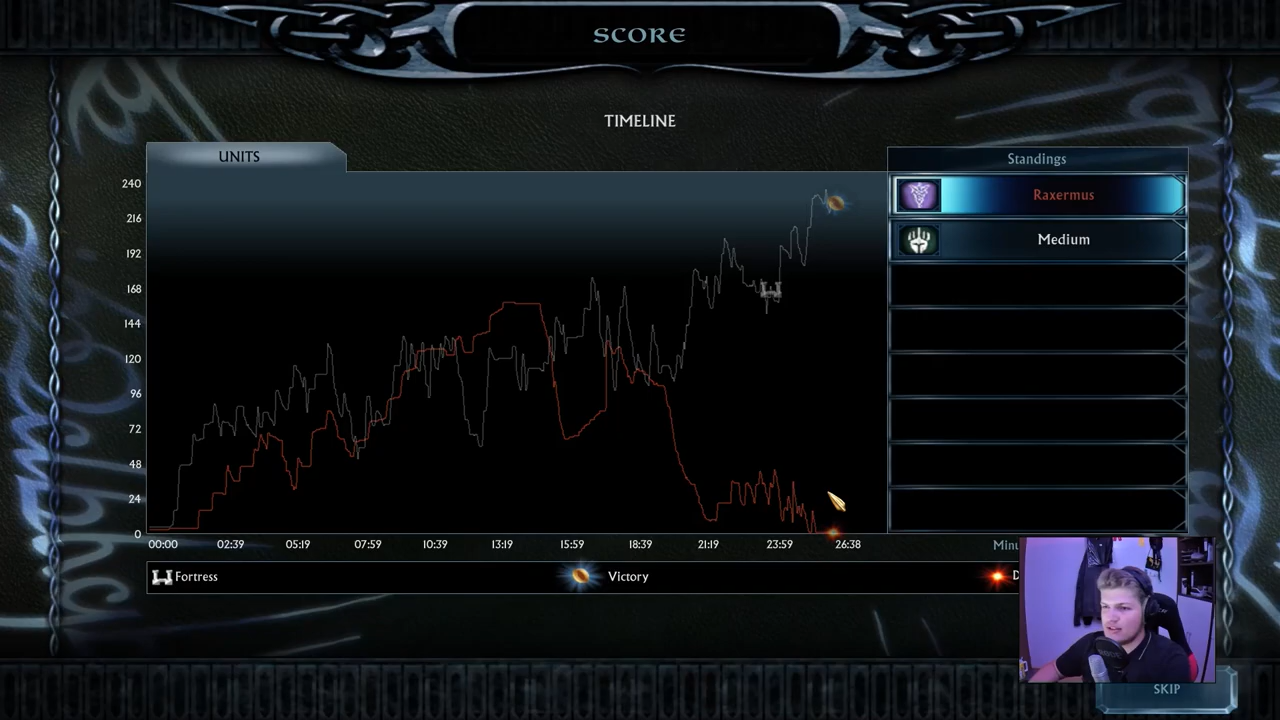 SCORE
TIMELINE
UNITS
Standings
Raxermus
Medium
240
216
192
168
144
120
96
72
48
24
0
00:00 02:39 05:19 07:59 10:39 13:19 15:59 18:39 21:19 23:59 26:38
Fortress Victory
SKIP